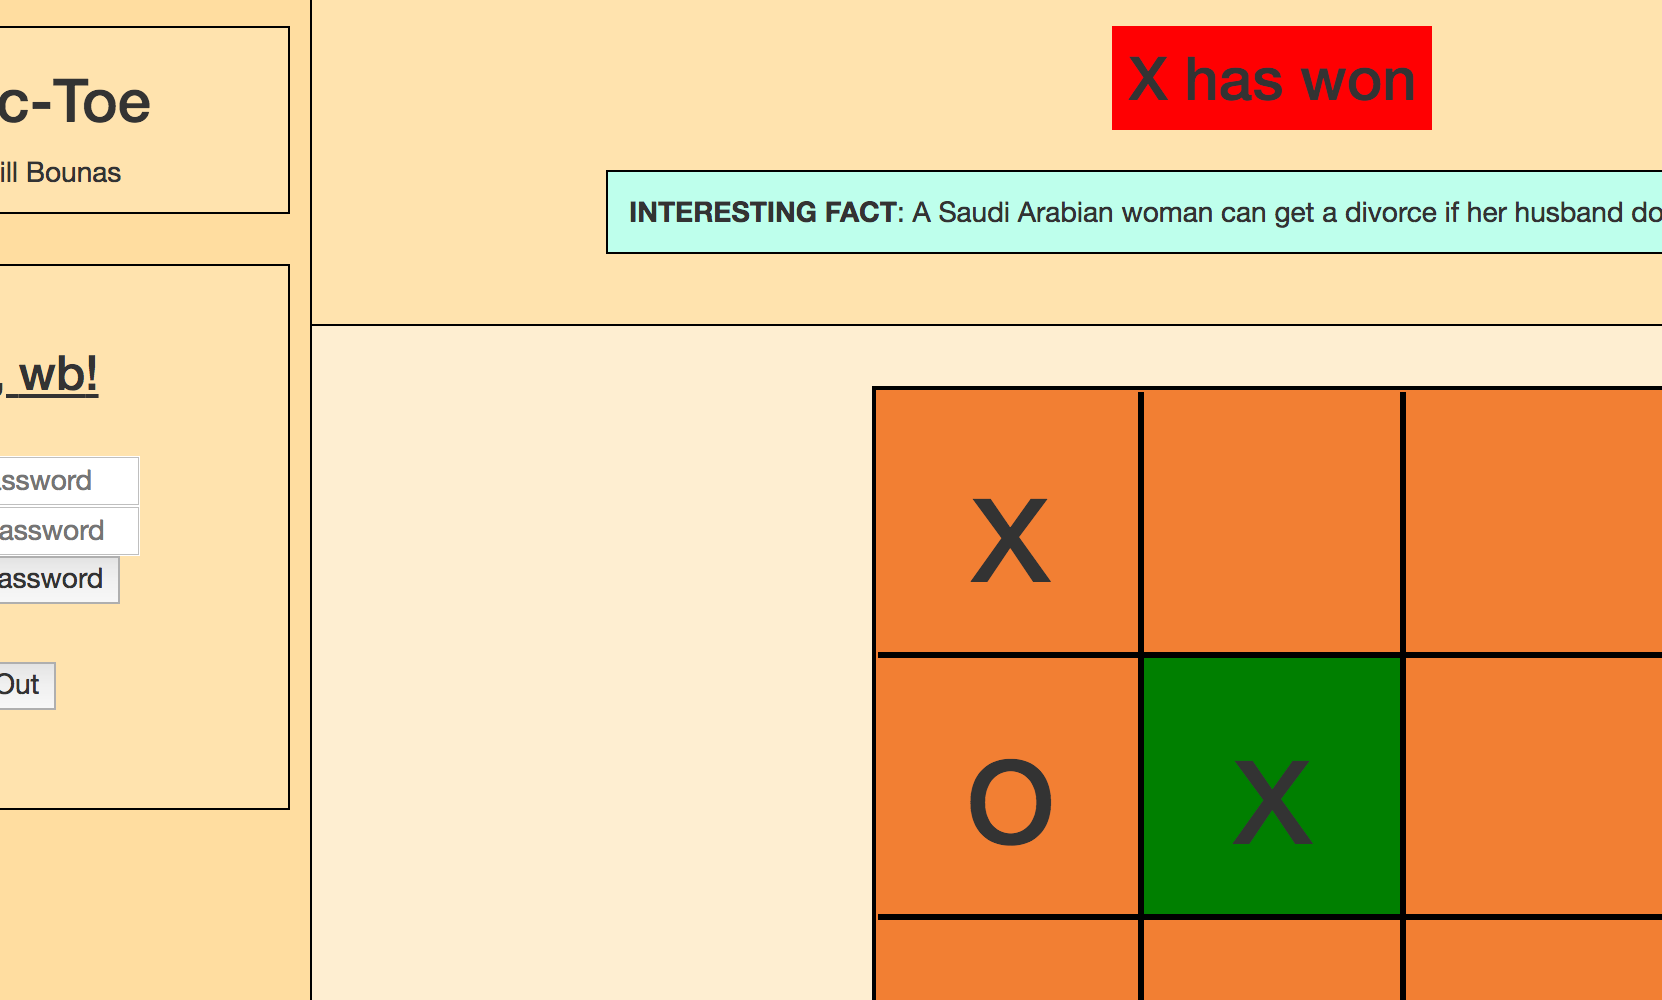 c-Toe
ill Bounas
, wb!
ssword
assword
assword
Out
X has won
INTERESTING FACT: A Saudi Arabian woman can get a divorce if her husband do
X
O X